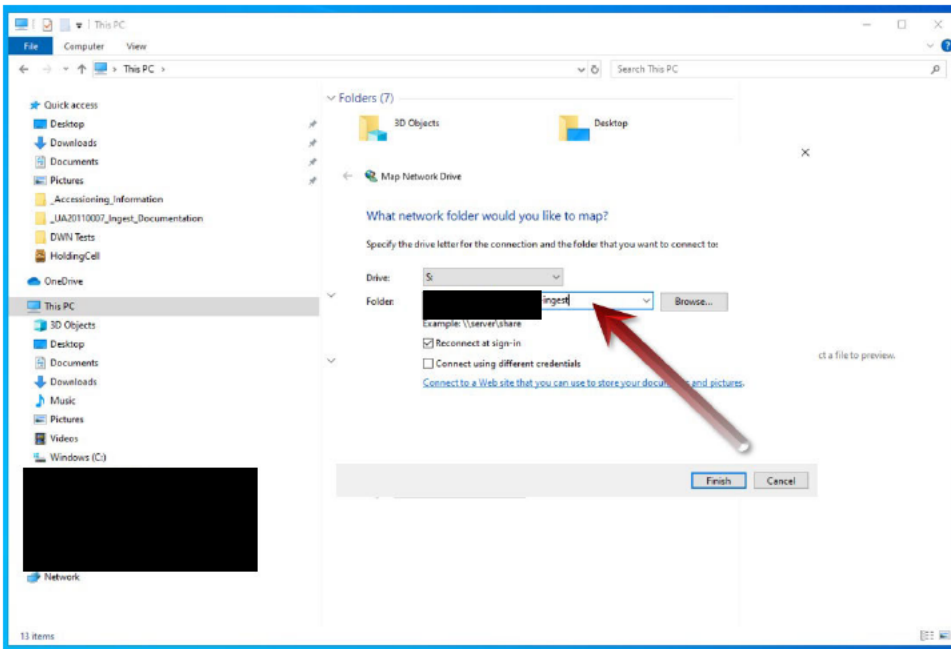 This PC
File Computer View
This PC
Search This PC
Quick access
Desktop
Downloads
Documents
Pictures
_Accessioning_Information
_UA20110007_Ingest_Documentation
DWN Tests
HoldingCell
OneDrive
This PC
3D Objects
Desktop
Documents
Downloads
Music
Pictures
Videos
Windows (C:)
Network
13 items
Folders (7)
3D Objects
Desktop
Map Network Drive
What network folder would you like to map?
Specify the drive letter for the connection and the folder that you want to connect to:
Drive: S:
Folder: -ingest Browse...
Example: \\server\share
Reconnect at sign-in
Connect using different credentials
Connect to a Web site that you can use to store your documents and pictures.
Finish Cancel
ct a file to preview.